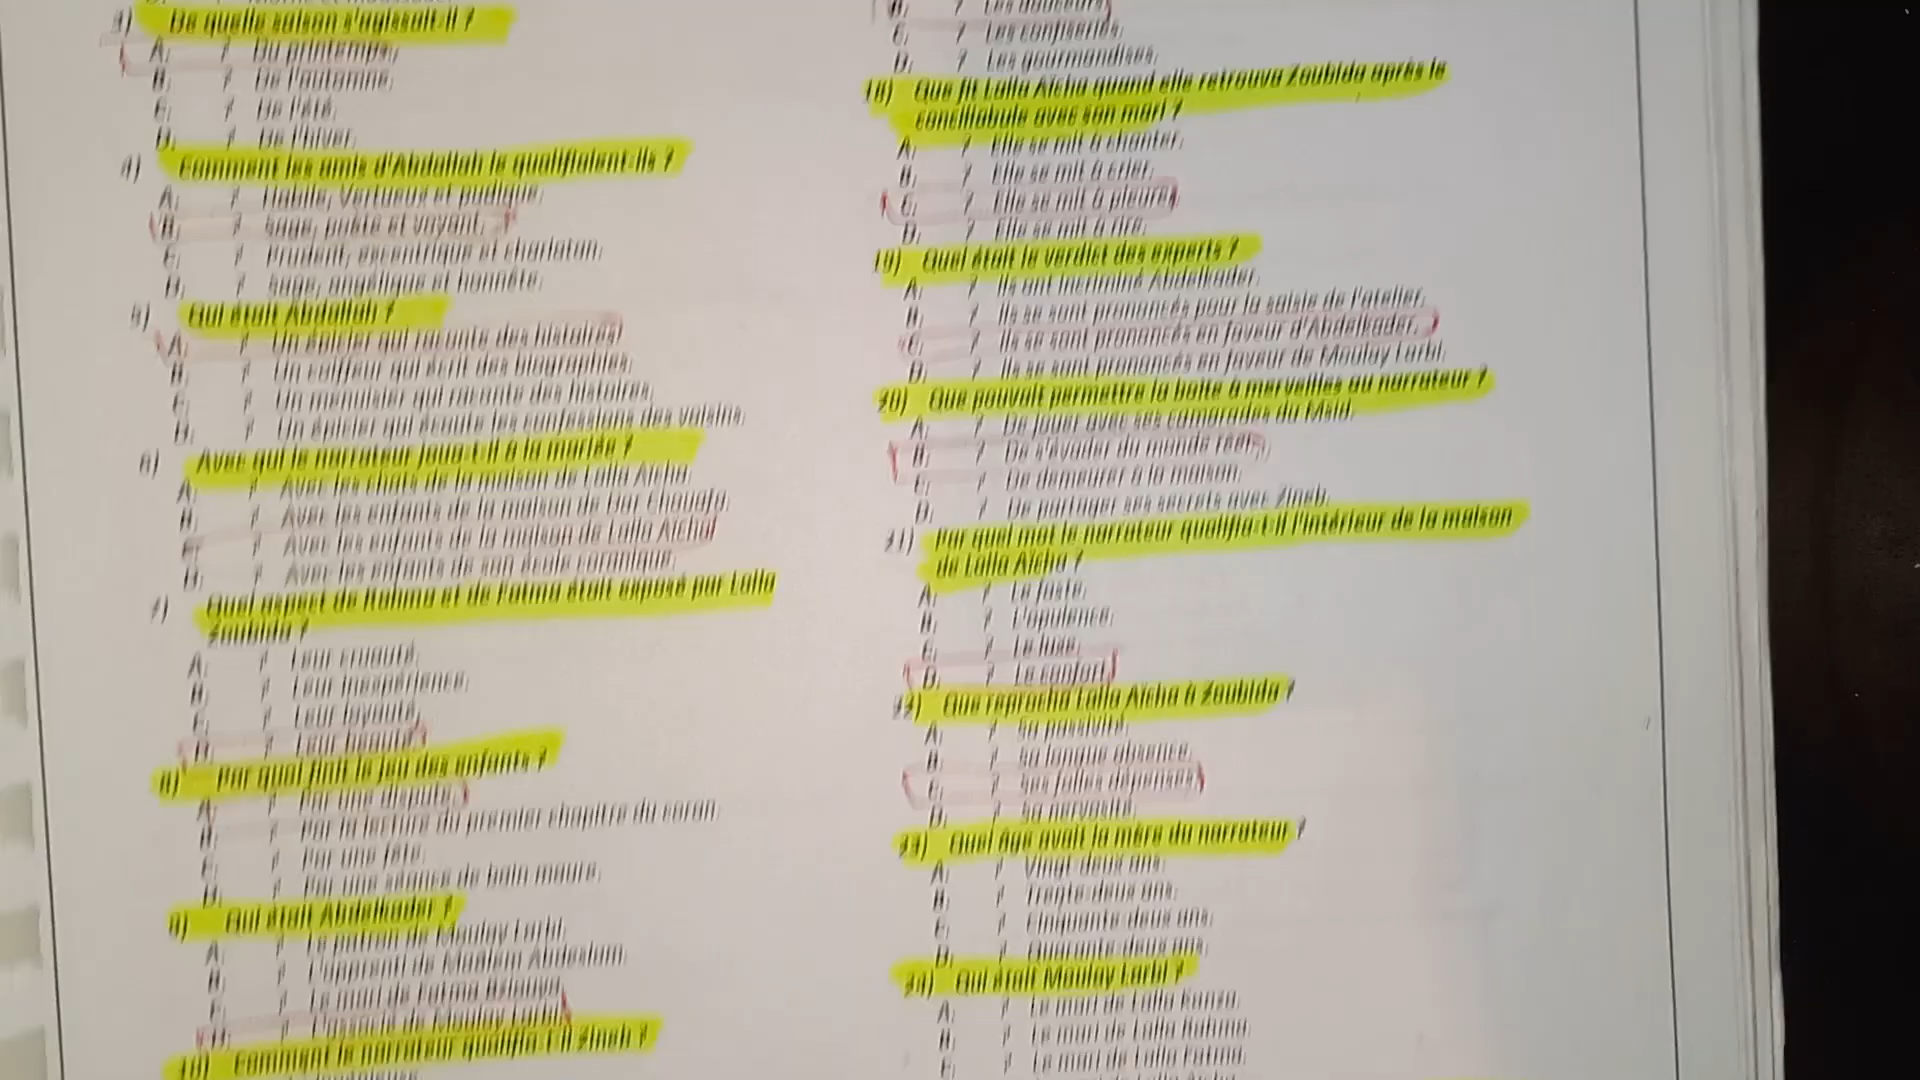 3) De quelle saison s'agissait-il ?
A. ? Du printemps.
B. ? De l'automne.
C. ? De l'été.
D. ? De l'hiver.
4) Comment les amis d'Abdallah le qualifiaient-ils ?
A. ? Habile, Vertueux et pudique.
B. ? Sage, poète et voyant.
C. ? Prudent, excentrique et charlatan.
D. ? Sage, angélique et honnête.
5) Qui était Abdallah ?
A. ? Un épicier qui raconte des histoires.
B. ? Un coiffeur qui écrit des biographies.
C. ? Un menuisier qui raconte des histoires.
D. ? Un épicier qui écoute les confessions des voisins.
6) Avec qui le narrateur joua-t-il à la mariée ?
A. ? Avec les chats de la maison de Lalla Aïcha.
B. ? Avec les enfants de la maison de Dar Chouafa.
C. ? Avec les enfants de la maison de Lalla Aïcha.
D. ? Avec les enfants de son école coranique.
7) Quel aspect de Rahma et de Fatma était exposé par Lalla
Zoubida ?
A. ? Leur cruauté.
B. ? Leur inexpérience.
C. ? Leur loyauté.
D. ? Leur beauté.
8) Par quoi finit le jeu des enfants ?
A. ? Par une dispute.
B. ? Par la lecture du premier chapitre du coran.
C. ? Par une fête.
D. ? Par une séance de bain maure.
9) Qui était Abdelkader ?
A. ? Le patron de Moulay Larbi.
B. ? L'apprenti de Maalem Abdeslam.
C. ? Le mari de Fatma Bziouya.
D. ? L'associé de Moulay Larbi.
10) Comment le narrateur qualifia-t-il Zineb ?
? Les douceurs.
C. ? Les confiseries.
D. ? Les gourmandises.
18) Que fit Lalla Aïcha quand elle retrouva Zoubida après le
conciliabule avec son mari ?
A. ? Elle se mit à chanter.
B. ? Elle se mit à crier.
C. ? Elle se mit à pleurer.
D. ? Elle se mit à rire.
19) Quel était le verdict des experts ?
A. ? Ils ont incriminé Abdelkader.
B. ? Ils se sont prononcés pour la saisie de l'atelier.
C. ? Ils se sont prononcés en faveur d'Abdelkader.
D. ? Ils se sont prononcés en faveur de Moulay Larbi.
20) Que pouvait permettre la boîte à merveilles au narrateur ?
A. ? De jouer avec ses camarades du Msid.
B. ? De s'évader du monde réel.
C. ? De demeurer à la maison.
D. ? De partager ses secrets avec Zineb.
21) Par quel mot le narrateur qualifia-t-il l'intérieur de la maison
de Lalla Aïcha ?
A. ? Le faste.
B. ? L'opulence.
C. ? Le luxe.
D. ? Le confort.
22) Que reprocha Lalla Aïcha à Zoubida ?
A. ? Sa passivité.
B. ? Sa longue absence.
C. ? Ses folles dépenses.
D. ? Sa nervosité.
23) Quel âge avait la mère du narrateur ?
A. ? Vingt-deux ans.
B. ? Trente-deux ans.
C. ? Cinquante-deux ans.
D. ? Quarante-deux ans.
24) Qui était Moulay Larbi ?
A. ? Le mari de Lalla Kanza.
B. ? Le mari de Lalla Rahma.
C. ? Le mari de Lalla Fatma.